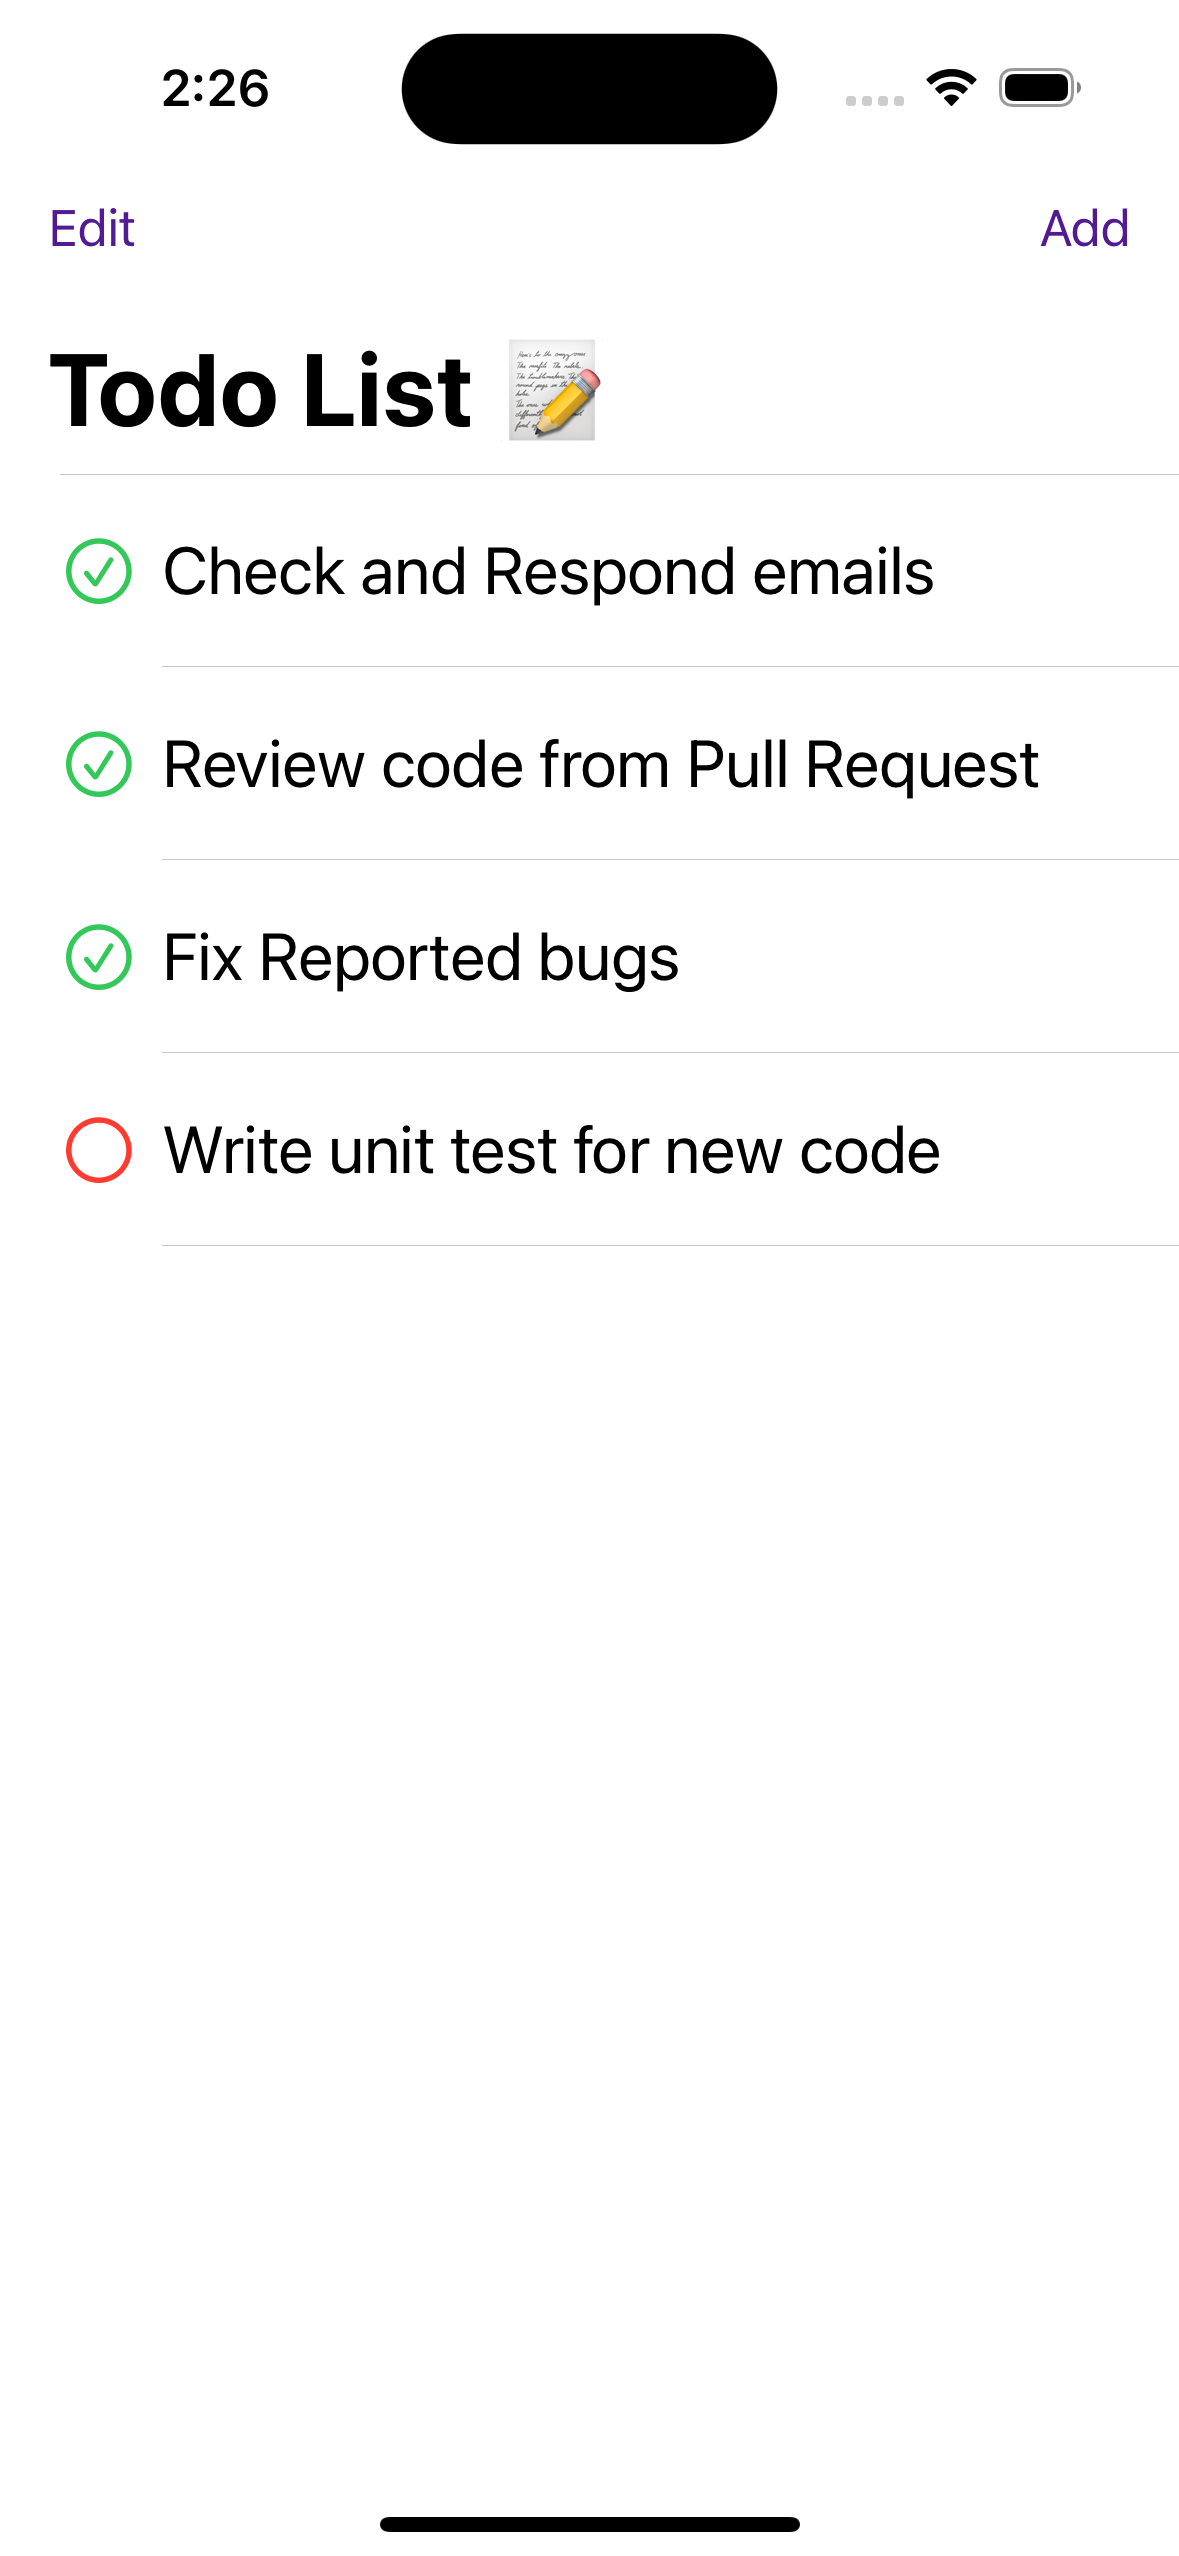 2:26
Edit
Add
Todo List 📝
Check and Respond emails
Review code from Pull Request
Fix Reported bugs
Write unit test for new code